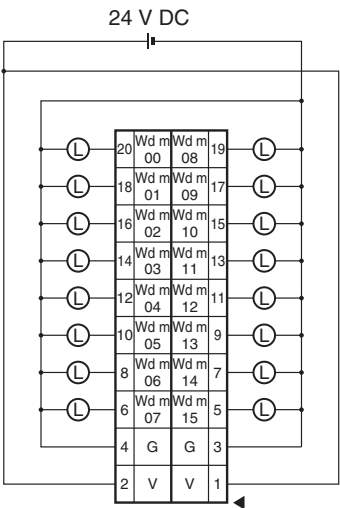 24 V DC
L 20 Wd m 00 Wd m 08 19 L
L 18 Wd m 01 Wd m 09 17 L
L 16 Wd m 02 Wd m 10 15 L
L 14 Wd m 03 Wd m 11 13 L
L 12 Wd m 04 Wd m 12 11 L
L 10 Wd m 05 Wd m 13 9 L
L 8 Wd m 06 Wd m 14 7 L
L 6 Wd m 07 Wd m 15 5 L
4 G G 3
2 V V 1